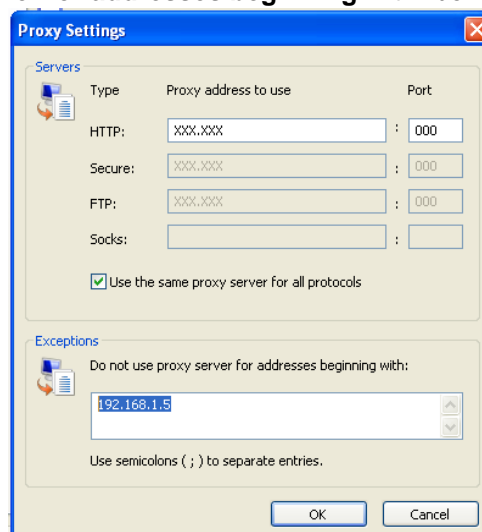 Proxy Settings
Servers
Type Proxy address to use Port
HTTP: XXX.XXX : 000
Secure: XXX.XXX : 000
FTP: XXX.XXX : 000
Socks: :
Use the same proxy server for all protocols
Exceptions
Do not use proxy server for addresses beginning with:
192.168.1.5
Use semicolons ( ; ) to separate entries.
OK Cancel